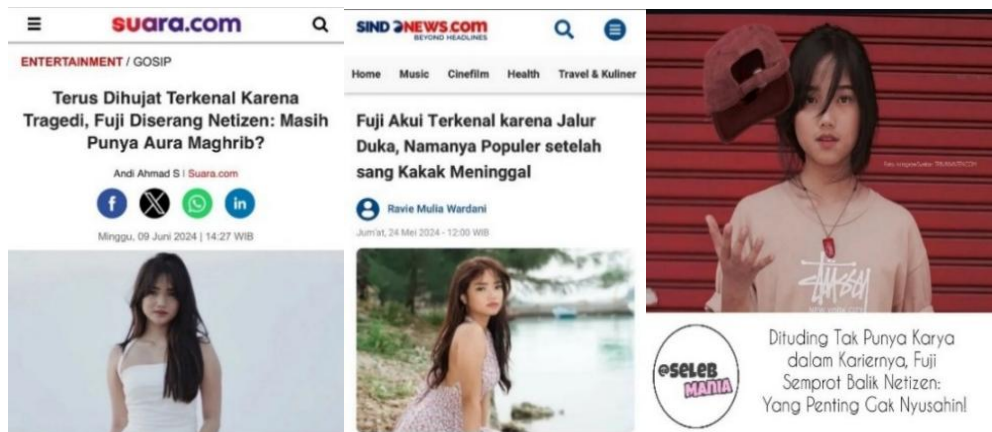 suara.com
ENTERTAINMENT / GOSIP
Terus Dihujat Terkenal Karena
Tragedi, Fuji Diserang Netizen: Masih
Punya Aura Maghrib?
Andi Ahmad S | Suara.com
Minggu, 09 Juni 2024 | 14:27 WIB
SINDONEWS.com
BEYOND HEADLINES
Home Music Cinefilm Health Travel & Kuliner
Fuji Akui Terkenal karena Jalur
Duka, Namanya Populer setelah
sang Kakak Meninggal
Ravie Mulia Wardani
Jum'at, 24 Mei 2024 - 12:00 WIB
STUSSY
@SELEB
MANIA
Dituding Tak Punya Karya
dalam Kariernya, Fuji
Semprot Balik Netizen:
Yang Penting Gak Nyusahin!